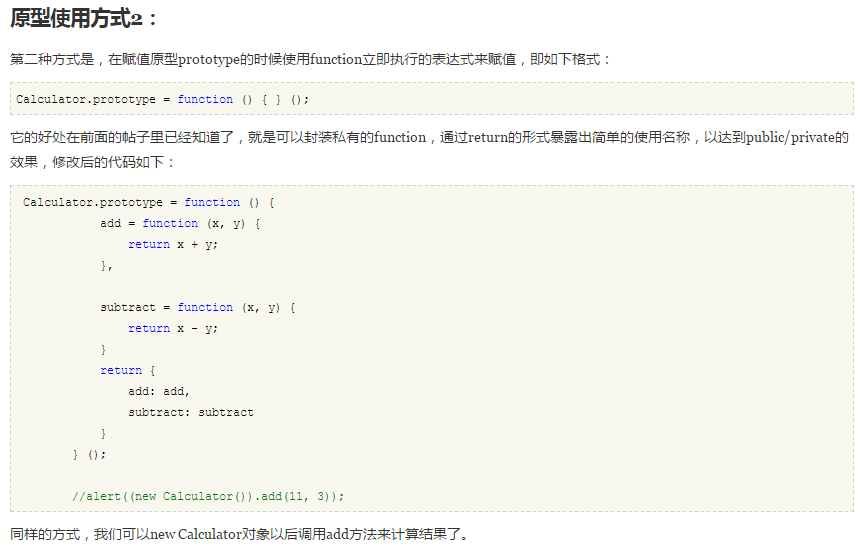 原型使用方式2：
第二种方式是，在赋值原型prototype的时候使用function立即执行的表达式来赋值，即如下格式：
Calculator.prototype = function () { } ();
它的好处在前面的帖子里已经知道了，就是可以封装私有的function，通过return的形式暴露出简单的使用名称，以达到public/private的
效果，修改后的代码如下：
Calculator.prototype = function () {
add = function (x, y) {
return x + y;
},
subtract = function (x, y) {
return x - y;
}
return {
add: add,
subtract: subtract
}
} ();
//alert((new Calculator()).add(11, 3));
同样的方式，我们可以new Calculator对象以后调用add方法来计算结果了。